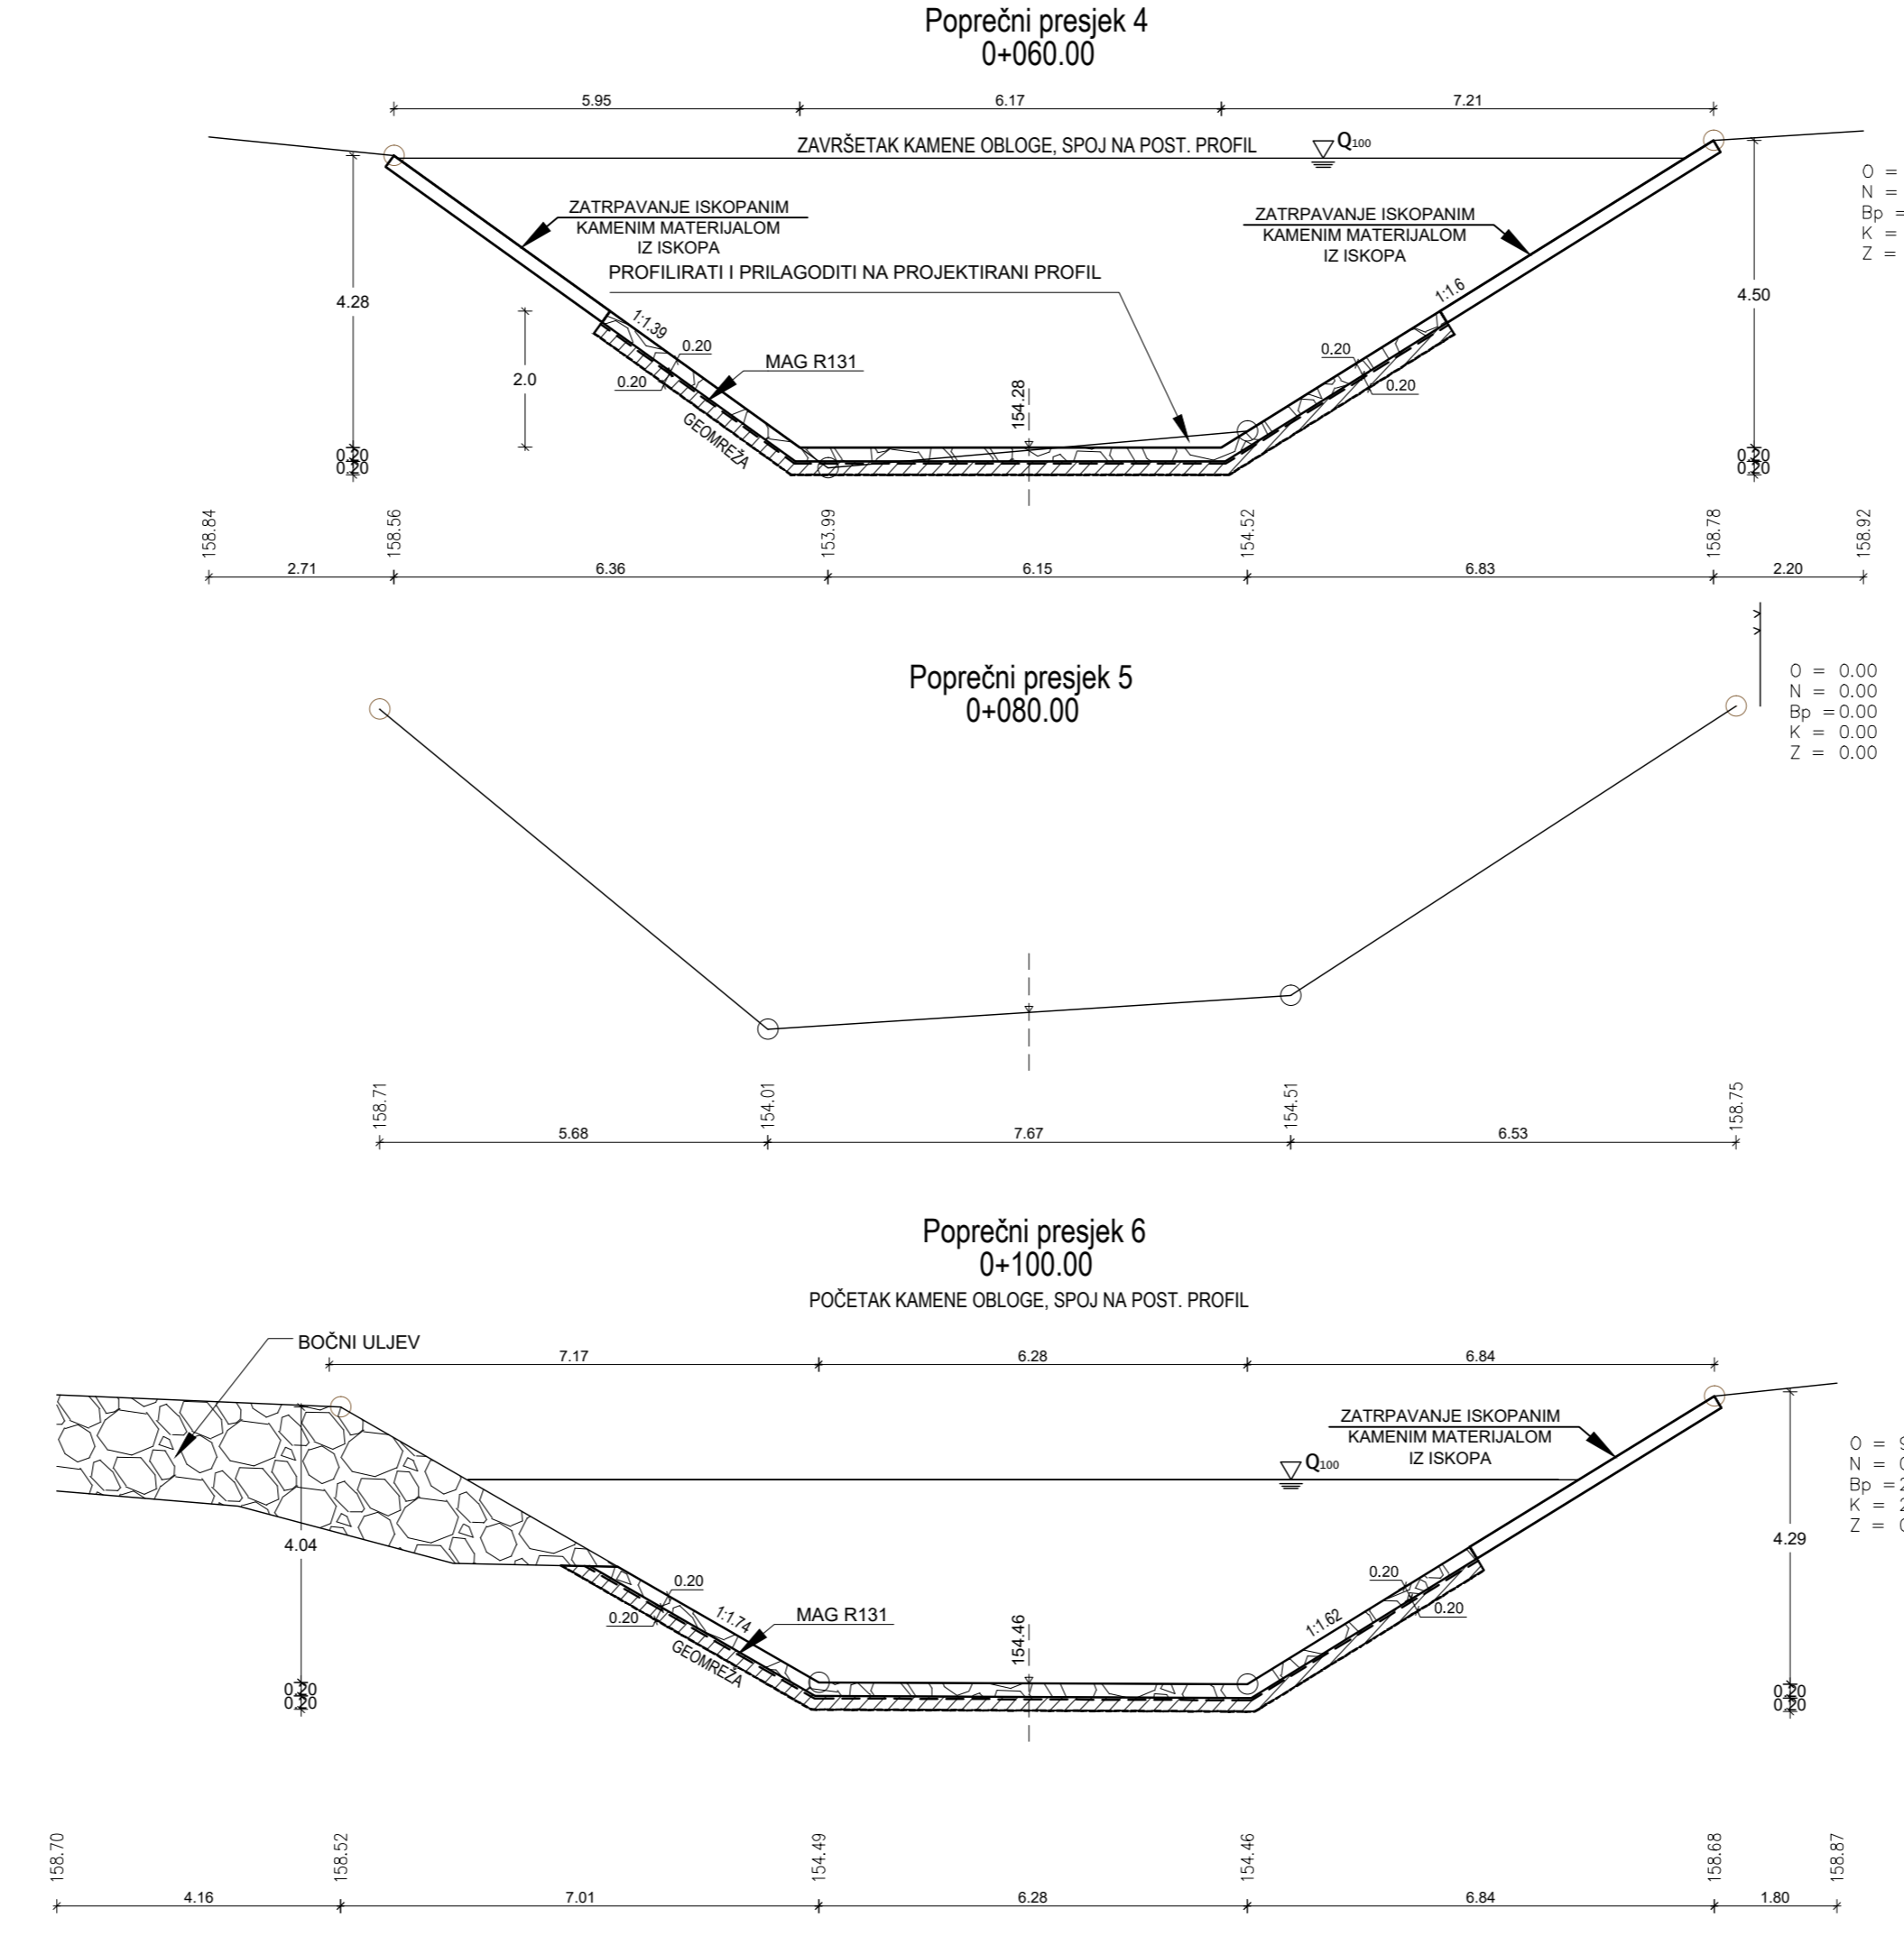 Poprečni presjek 4
0+060.00
5.95 6.17 7.21
ZAVRŠETAK KAMENE OBLOGE, SPOJ NA POST. PROFIL
Q100
O =
N =
Bp =
K =
Z =
ZATRPAVANJE ISKOPANIM
KAMENIM MATERIJALOM
IZ ISKOPA
ZATRPAVANJE ISKOPANIM
KAMENIM MATERIJALOM
IZ ISKOPA
PROFILIRATI I PRILAGODITI NA PROJEKTIRANI PROFIL
4.28
4.50
1:1.39
1:1.6
2.0
0.20
0.20
0.20
0.20
MAG R131
GEOMREŽA
154.28
0.20
0.20
0.20
0.20
158.84 158.56 153.99 154.52 158.78 158.92
2.71 6.36 6.15 6.83 2.20
Poprečni presjek 5
0+080.00
O = 0.00
N = 0.00
Bp =0.00
K = 0.00
Z = 0.00
158.71 154.01 154.51 158.75
5.68 7.67 6.53
Poprečni presjek 6
0+100.00
POČETAK KAMENE OBLOGE, SPOJ NA POST. PROFIL
BOČNI ULJEV
7.17 6.28 6.84
ZATRPAVANJE ISKOPANIM
KAMENIM MATERIJALOM
IZ ISKOPA
Q100
O =
N =
Bp =2
K = 2
Z =
4.04
4.29
0.20
0.20
0.20
0.20
1:1.74
1:1.62
MAG R131
GEOMREŽA
154.46
0.20
0.20
0.20
0.20
158.70 158.52 154.49 154.46 158.68 158.87
4.16 7.01 6.28 6.84 1.80